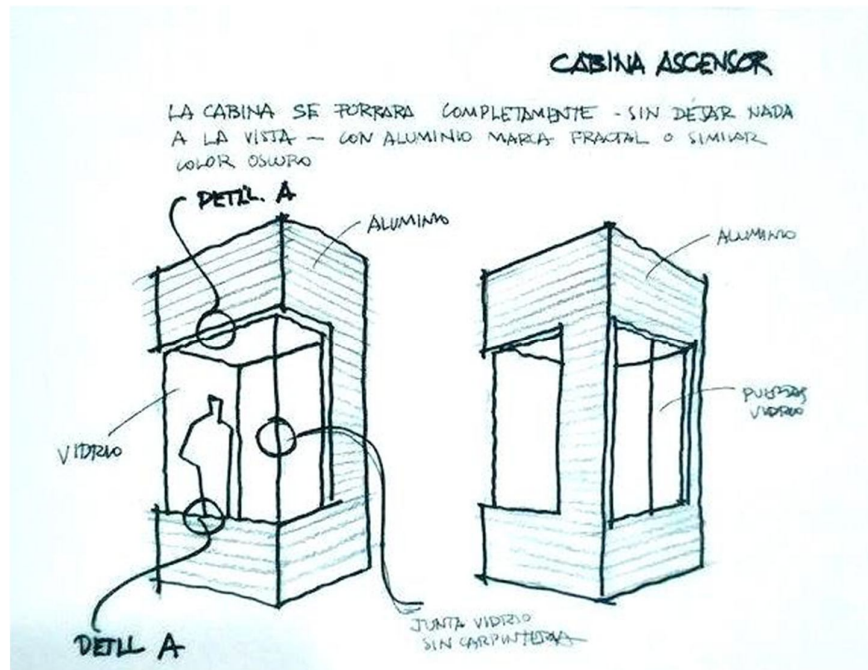 CABINA ASCENSOR
LA CABINA SE FORRARA COMPLETAMENTE - SIN DEJAR NADA
A LA VISTA - CON ALUMINIO MARCA FRACTAL O SIMILAR
COLOR OSCURO
DETLL. A
ALUMINIO
ALUMINIO
PUERTAS
VIDRIO
VIDRIO
JUNTA VIDRIO
SIN CARPINTERIA
DETLL A